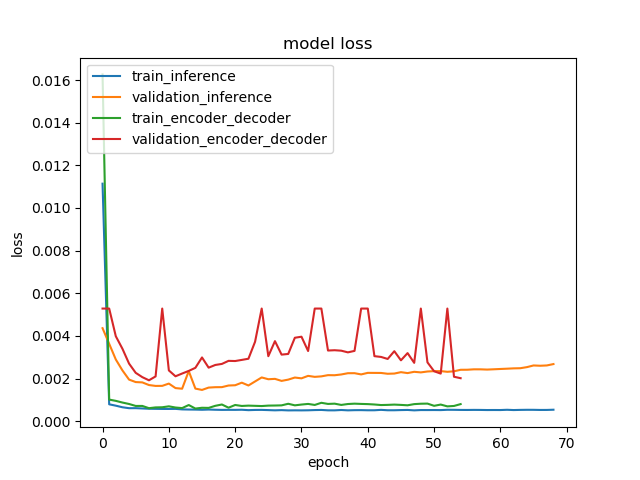 model loss
train_inference
validation_inference
train_encoder_decoder
validation_encoder_decoder
loss
0.016
0.014
0.012
0.010
0.008
0.006
0.004
0.002
0.000
0 10 20 30 40 50 60 70
epoch